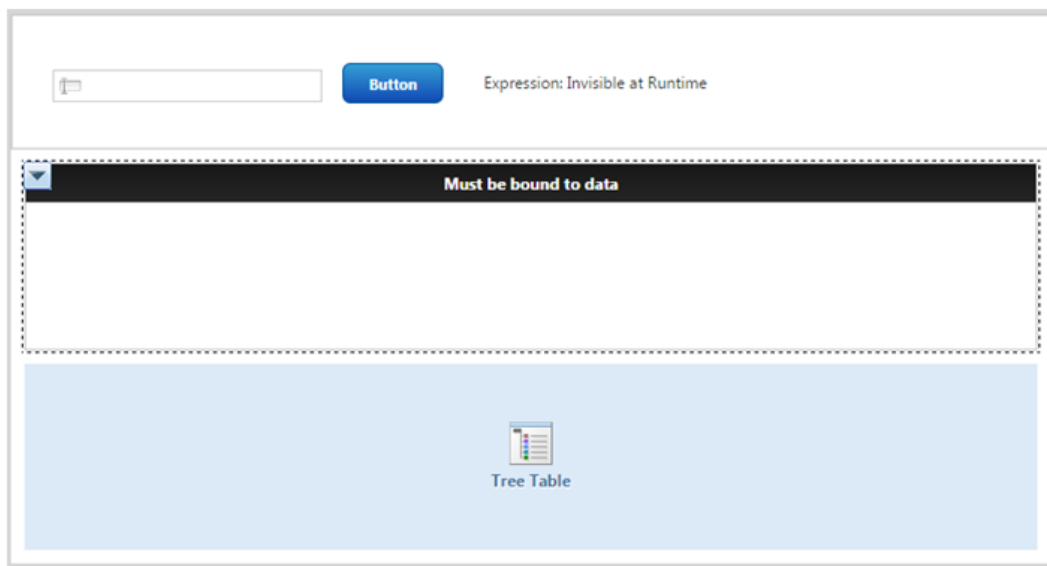 Button
Expression: Invisible at Runtime
Must be bound to data
Tree Table